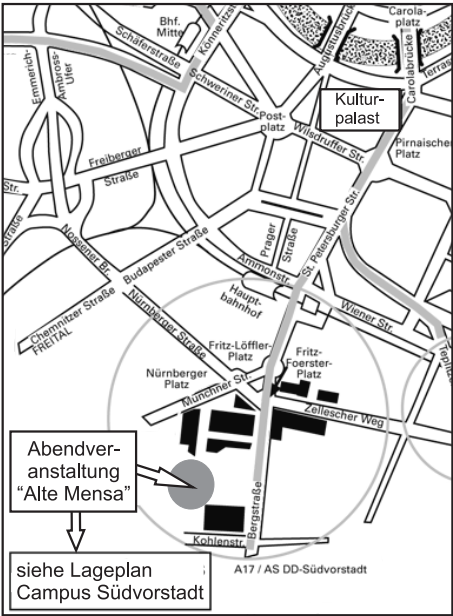 Carola-
platz
Bhf.
Mitte
Könneritzstr.
Schäferstraße
Augustusbrücke
Carolabrücke
Emmerich-
Ambross-
Ufer
Schweriner Str.
Terrass
Kultur-
palast
Post-
platz
Wilsdruffer Str.
Pirnaischer
Platz
Freiberger
Straße
Str.
Straße
St. Petersburger Str.
Nossener Br.
Budapester Straße
Prager
Straße
Ammonstr.
Haupt-
bahnhof
Wiener Str.
Chemnitzer Straße
FREITAL
Nürnberger Straße
Fritz-Löffler-
Platz
Fritz-
Foerster-
Platz
Teplitz
Nürnberger
Platz
Münchner Str.
Zellescher Weg
Abendver-
anstaltung
“Alte Mensa”
Bergstraße
Kohlenstr.
siehe Lageplan
Campus Südvorstadt
A17 / AS DD-Südvorstadt